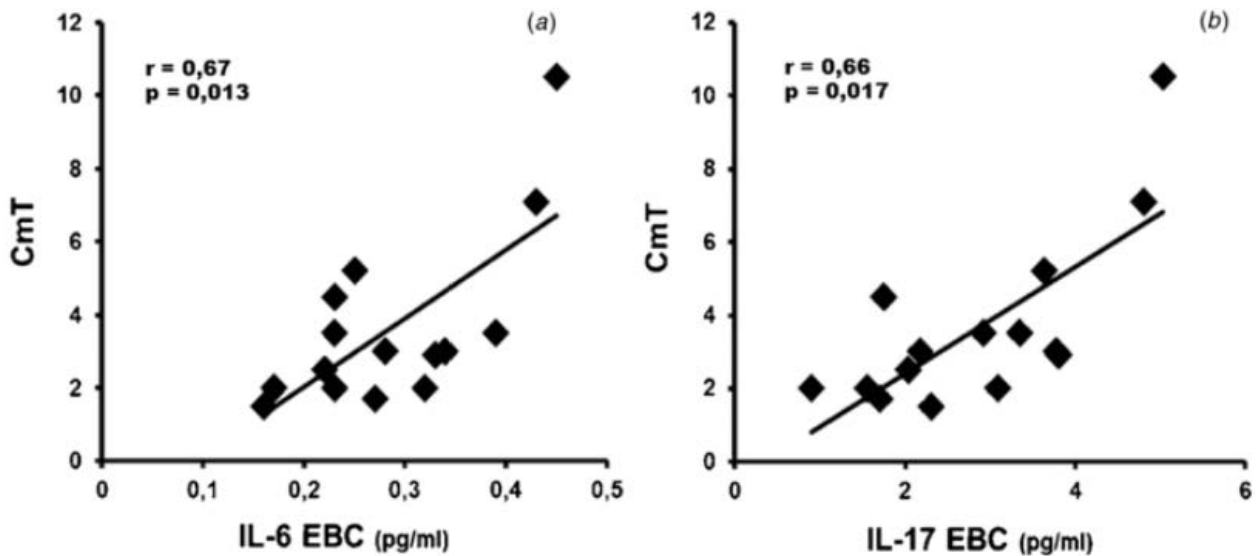 (a)
r = 0,67
p = 0,013
12
10
8
6
4
2
0
CmT
0 0,1 0,2 0,3 0,4 0,5
IL-6 EBC (pg/ml)
(b)
r = 0,66
p = 0,017
12
10
8
6
4
2
0
CmT
0 2 4 6
IL-17 EBC (pg/ml)